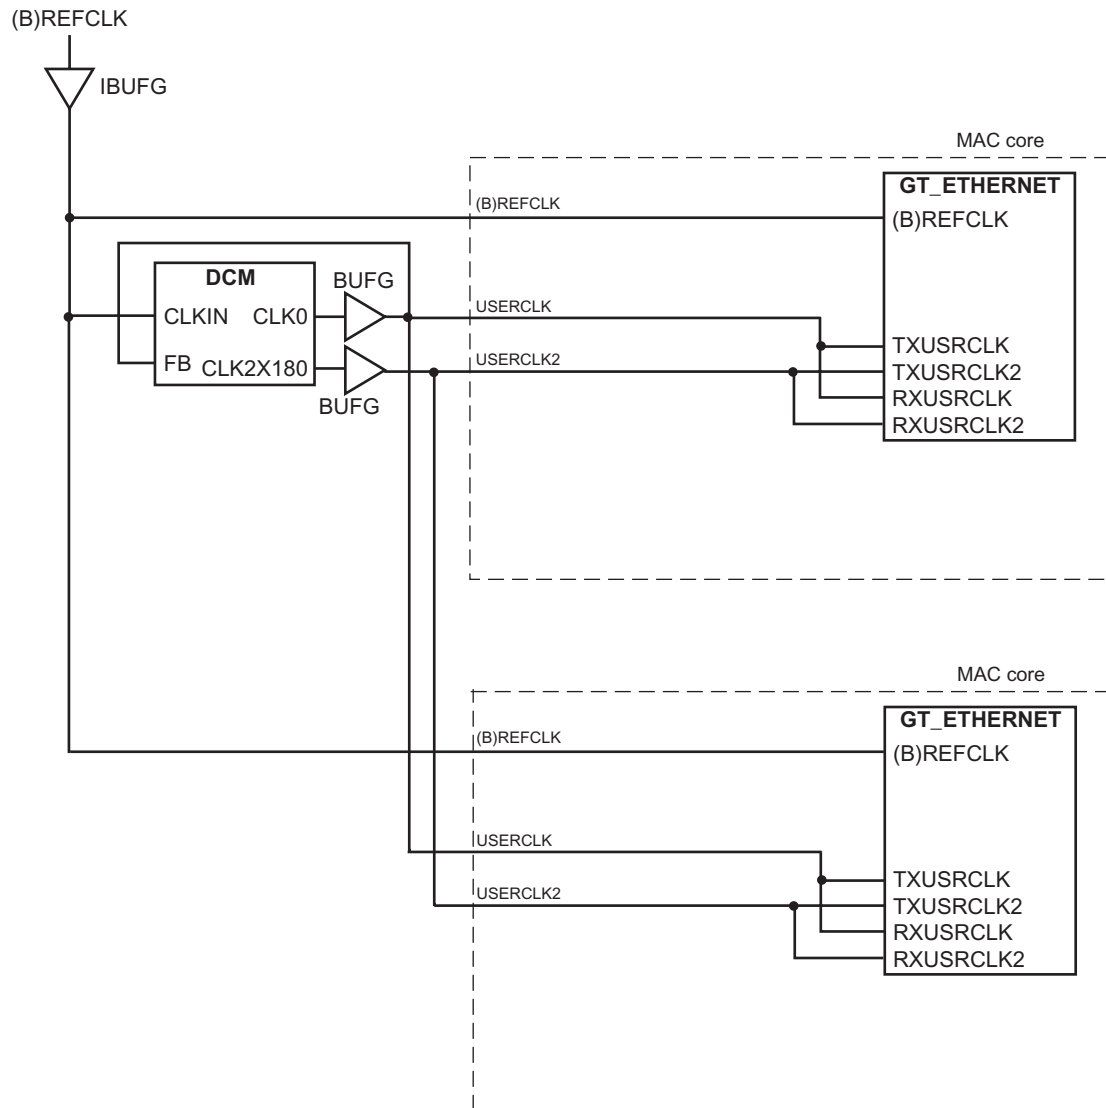 (B)REFCLK
IBUFG
MAC core
GT_ETHERNET
(B)REFCLK
(B)REFCLK
DCM
BUFG
CLKIN
CLK0
USERCLK
TXUSRCLK
FB
CLK2X180
USERCLK2
TXUSRCLK2
BUFG
RXUSRCLK
RXUSRCLK2
MAC core
GT_ETHERNET
(B)REFCLK
(B)REFCLK
USERCLK
TXUSRCLK
USERCLK2
TXUSRCLK2
RXUSRCLK
RXUSRCLK2